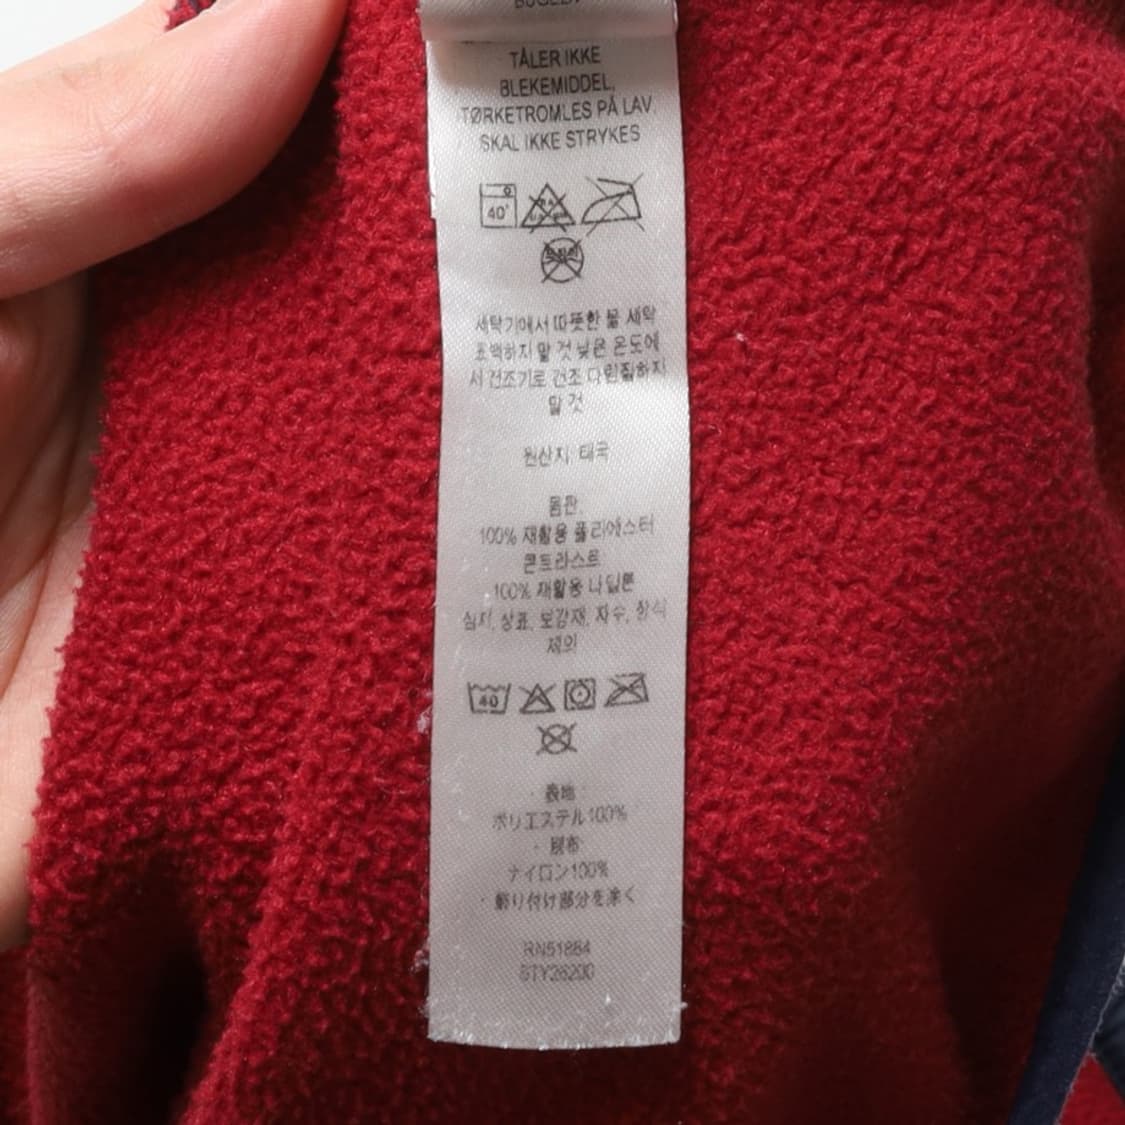 TÅLER IKKE
BLEKEMIDDEL,
TØRKETROMLES PÅ LAV.
SKAL IKKE STRYKES
40°
세탁기에서 따뜻한 물 세탁
표백하지 말 것 낮은 온도에
서 건조기로 건조 다림질하지
말 것
원산지: 태국
몸판:
100% 재활용 폴리에스터
콘트라스트:
100% 재활용 나일론
심지, 상표, 보강재, 자수, 장식
제외
40
表地:
ポリエステル100%
・別布
ナイロン100%
・飾り付け部分を除く
RN51884
STY26200